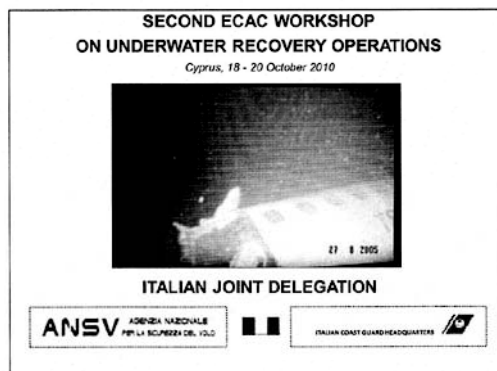 SECOND ECAC WORKSHOP
ON UNDERWATER RECOVERY OPERATIONS
Cyprus, 18 - 20 October 2010
27 8 2005
ITALIAN JOINT DELEGATION
ANSV AGENZIA NAZIONALE
PER LA SICUREZZA DEL VOLO
ITALIAN COAST GUARD HEADQUARTERS